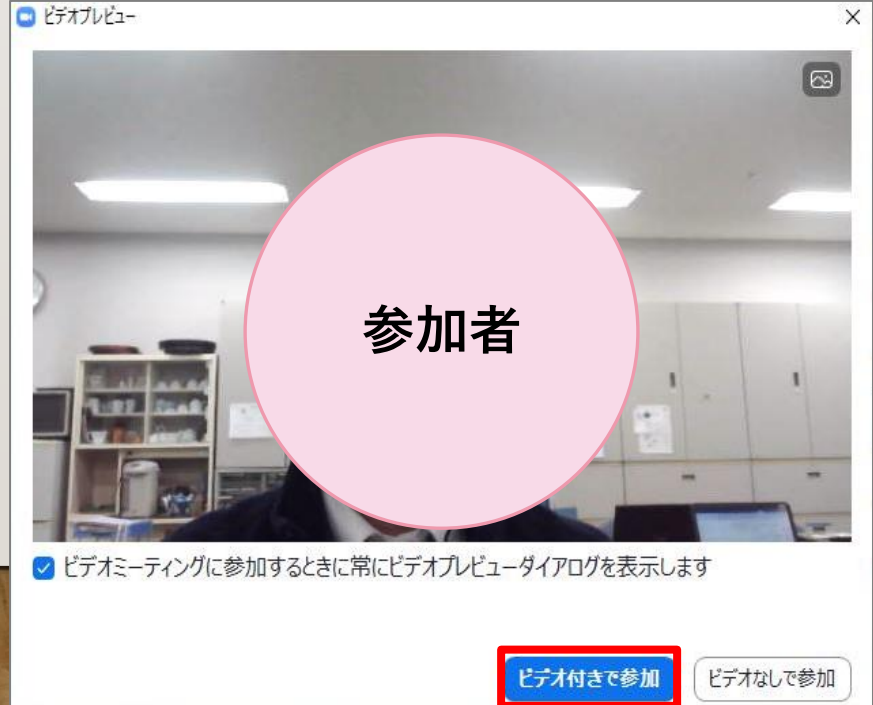 ビデオプレビュー
参加者
ビデオミーティングに参加するときに常にビデオプレビューダイアログを表示します
ビデオ付きで参加
ビデオなしで参加